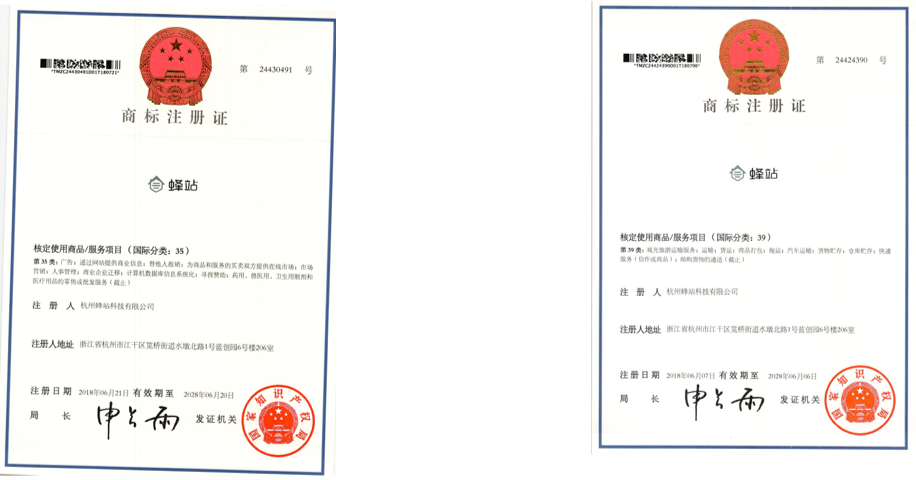 *TMZC24430491D01T180721*
第 24430491 号
商标注册证
蜂站
核定使用商品/服务项目（国际分类：35）
第 35 类：广告；通过网站提供商业信息；替他人推销；为商品和服务的买卖双方提供在线市场；市场
营销；人事管理；商业企业迁移；计算机数据库信息系统化；寻找赞助；药用、兽医用、卫生用制剂和
医疗用品的零售或批发服务（截止）
注 册 人 杭州蜂站科技有限公司
注册人地址 浙江省杭州市江干区笕桥街道水墩北路1号蓝创园6号楼206室
注册日期 2018年06月21日 有效期至 2028年06月20日
局 长 申长雨 发证机关
国家知识产权局
*TMZC24424390D01T180706*
第 24424390 号
商标注册证
蜂站
核定使用商品/服务项目（国际分类：39）
第 39 类：观光旅游运输服务；运输；货运；商品打包；拖运；汽车运输；货物贮存；仓库贮存；快递
服务（信件或商品）；邮购货物的递送（截止）
注 册 人 杭州蜂站科技有限公司
注册人地址 浙江省杭州市江干区笕桥街道水墩北路1号蓝创园6号楼206室
注册日期 2018年06月07日 有效期至 2028年06月06日
局 长 申长雨 发证机关
国家知识产权局